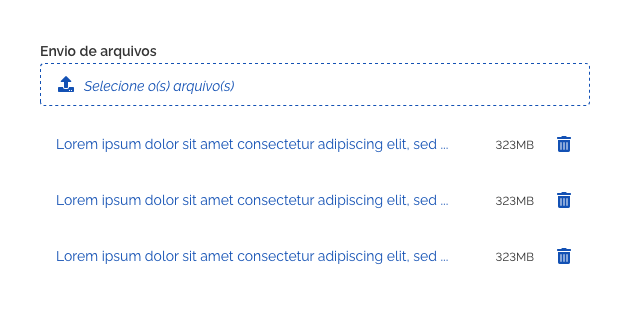 Envio de arquivos
Selecione o(s) arquivo(s)
Lorem ipsum dolor sit amet consectetur adipiscing elit, sed ... 323MB
Lorem ipsum dolor sit amet consectetur adipiscing elit, sed ... 323MB
Lorem ipsum dolor sit amet consectetur adipiscing elit, sed ... 323MB